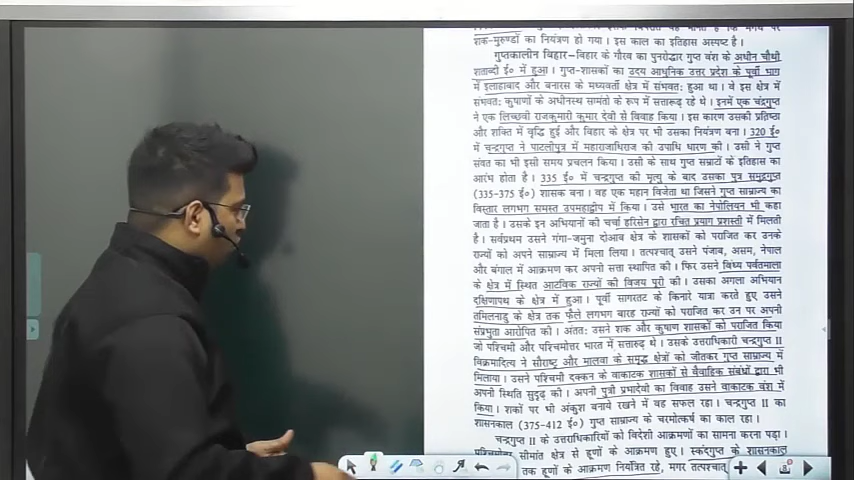 शक-मुरुण्डों का नियंत्रण हो गया । इस काल का इतिहास अस्पष्ट है ।
गुप्तकालीन बिहार–बिहार के गौरव का पुनरोद्धार गुप्त वंश के अधीन चौथी
शताब्दी ई० में हुआ । गुप्त-शासकों का उदय आधुनिक उत्तर प्रदेश के पूर्वी भाग
में इलाहाबाद और बनारस के मध्यवर्ती क्षेत्र में संभवतः हुआ था । वे इस क्षेत्र में
संभवतः कुषाणों के अधीनस्थ सामंतो के रूप में सत्तारूढ़ रहे थे । इनमें एक चंद्रगुप्त
ने एक लिच्छवी राजकुमारी कुमार देवी से विवाह किया । इस कारण उसकी प्रतिष्ठा
और शक्ति में वृद्धि हुई और बिहार के क्षेत्र पर भी उसका नियंत्रण बना । 320 ई०
में चन्द्रगुप्त ने पाटलीपुत्र में महाराजाधिराज की उपाधि धारण की । उसी ने गुप्त
संवत का भी इसी समय प्रचलन किया । उसी के साथ गुप्त सम्राटों के इतिहास का
आरंभ होता है । 335 ई० में चन्द्रगुप्त की मृत्यु के बाद उसका पुत्र समुद्रगुप्त
(335-375 ई०) शासक बना । वह एक महान विजेता था जिसने गुप्त साम्राज्य का
विस्तार लगभग समस्त उपमहाद्वीप में किया । उसे भारत का नेपोलियन भी कहा
जाता है । उसके इन अभियानों की चर्चा हरिसेन द्वारा रचित प्रयाग प्रशस्ती में मिलती
है । सर्वप्रथम उसने गंगा-जमुना दोआब क्षेत्र के शासकों को पराजित कर उनके
राज्यों को अपने साम्राज्य में मिला लिया । तत्पश्चात् उसने पंजाब, असम, नेपाल
और बंगाल में आक्रमण कर अपनी सत्ता स्थापित की । फिर उसने बिंध्य पर्वतमाला
के क्षेत्र में स्थित आटविक राज्यों की विजय पूरी की । उसका अगला अभियान
दक्षिणापथ के क्षेत्र में हुआ । पूर्वी सागरतट के किनारे यात्रा करते हुए उसने
तमिलनाडु के क्षेत्र तक फैले लगभग बारह राज्यों को पराजित कर उन पर अपनी
संप्रभुता आरोपित की । अंततः उसने शक और कुषाण शासकों को पराजित किया
जो पश्चिमी और पश्चिमोत्तर भारत में सत्तारुढ़ थे । उसके उत्तराधिकारी चन्द्रगुप्त II
विक्रमादित्य ने सौराष्ट्र और मालवा के समृद्ध क्षेत्रों को जीतकर गुप्त साम्राज्य में
मिलाया । उसने पश्चिमी दक्कन के वाकाटक शासकों से वैवाहिक संबंधों द्वारा भी
अपनी स्थिति सुदृढ़ की । अपनी पुत्री प्रभादेवी का विवाह उसने वाकाटक वंश में
किया । शकों पर भी अंकुश बनाये रखने में वह सफल रहा । चन्द्रगुप्त II का
शासनकाल (375-412 ई०) गुप्त साम्राज्य के चरमोत्कर्ष का काल रहा ।
चन्द्रगुप्त II के उत्तराधिकारियों को विदेशी आक्रमणों का सामना करना पड़ा ।
पश्चिमोत्तर सीमांत क्षेत्र से हूणों के आक्रमण हुए । स्कंदगुप्त के शासनकाल
तक हूणों के आक्रमण नियंत्रित रहे, मगर तत्पश्चात्